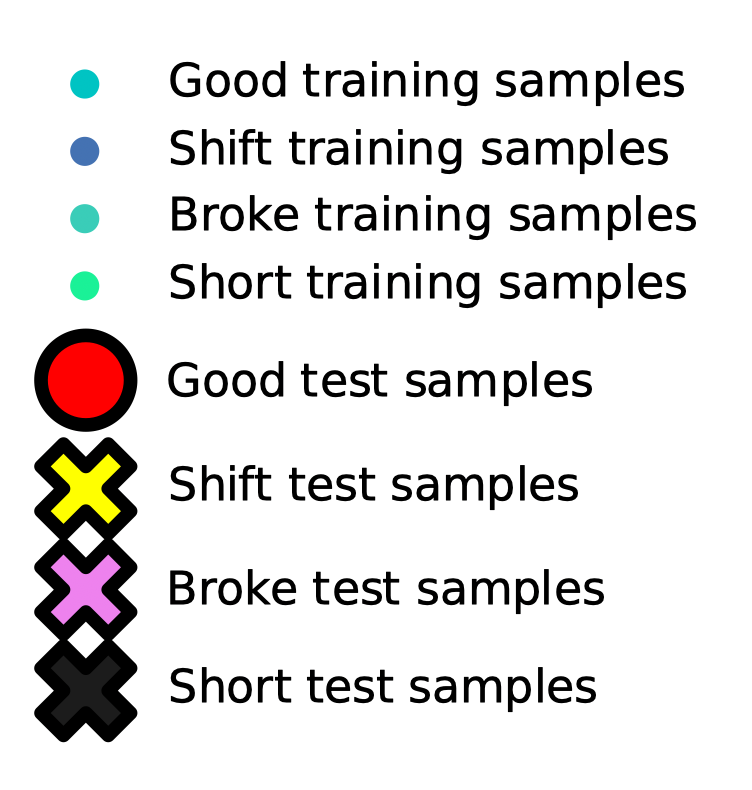 Good training samples
Shift training samples
Broke training samples
Short training samples
Good test samples
Shift test samples
Broke test samples
Short test samples